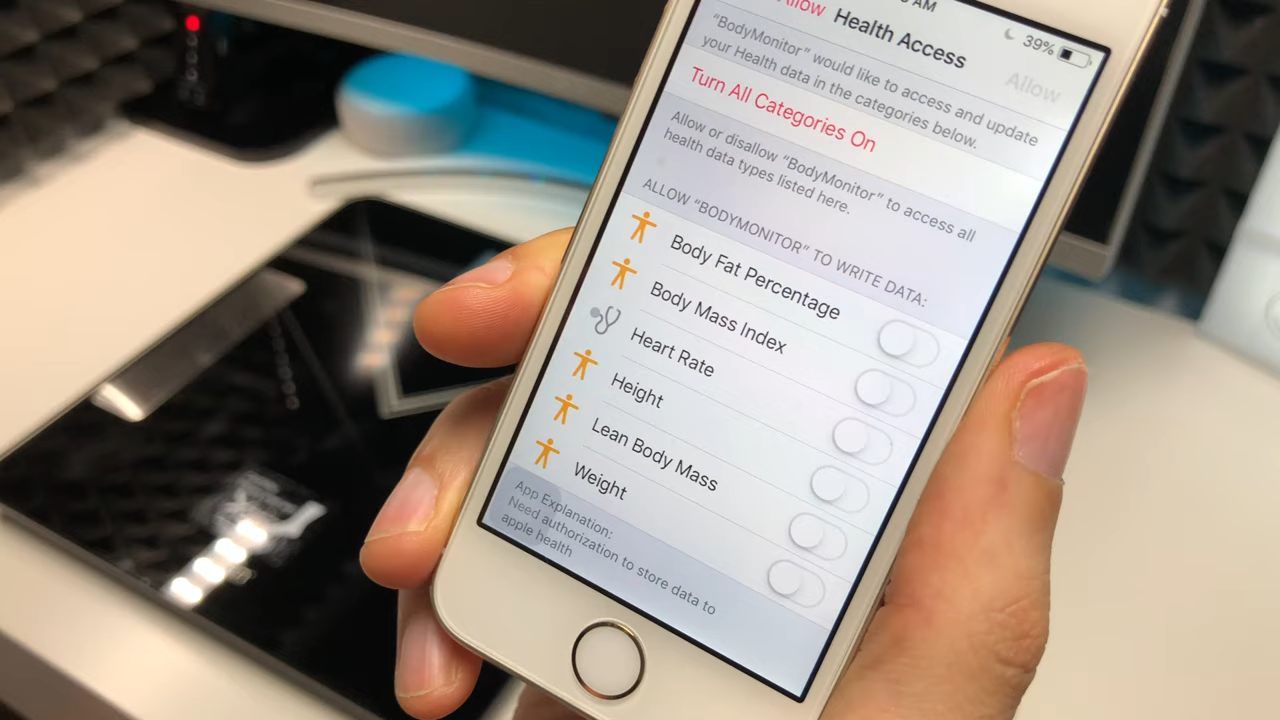 AM
39%
Allow
Health Access
Allow
"BodyMonitor" would like to access and update
your Health data in the categories below.
Turn All Categories On
Allow or disallow "BodyMonitor" to access all
health data types listed here.
ALLOW "BODYMONITOR" TO WRITE DATA:
Body Fat Percentage
Body Mass Index
Heart Rate
Height
Lean Body Mass
Weight
App Explanation:
Need authorization to store data to
apple health